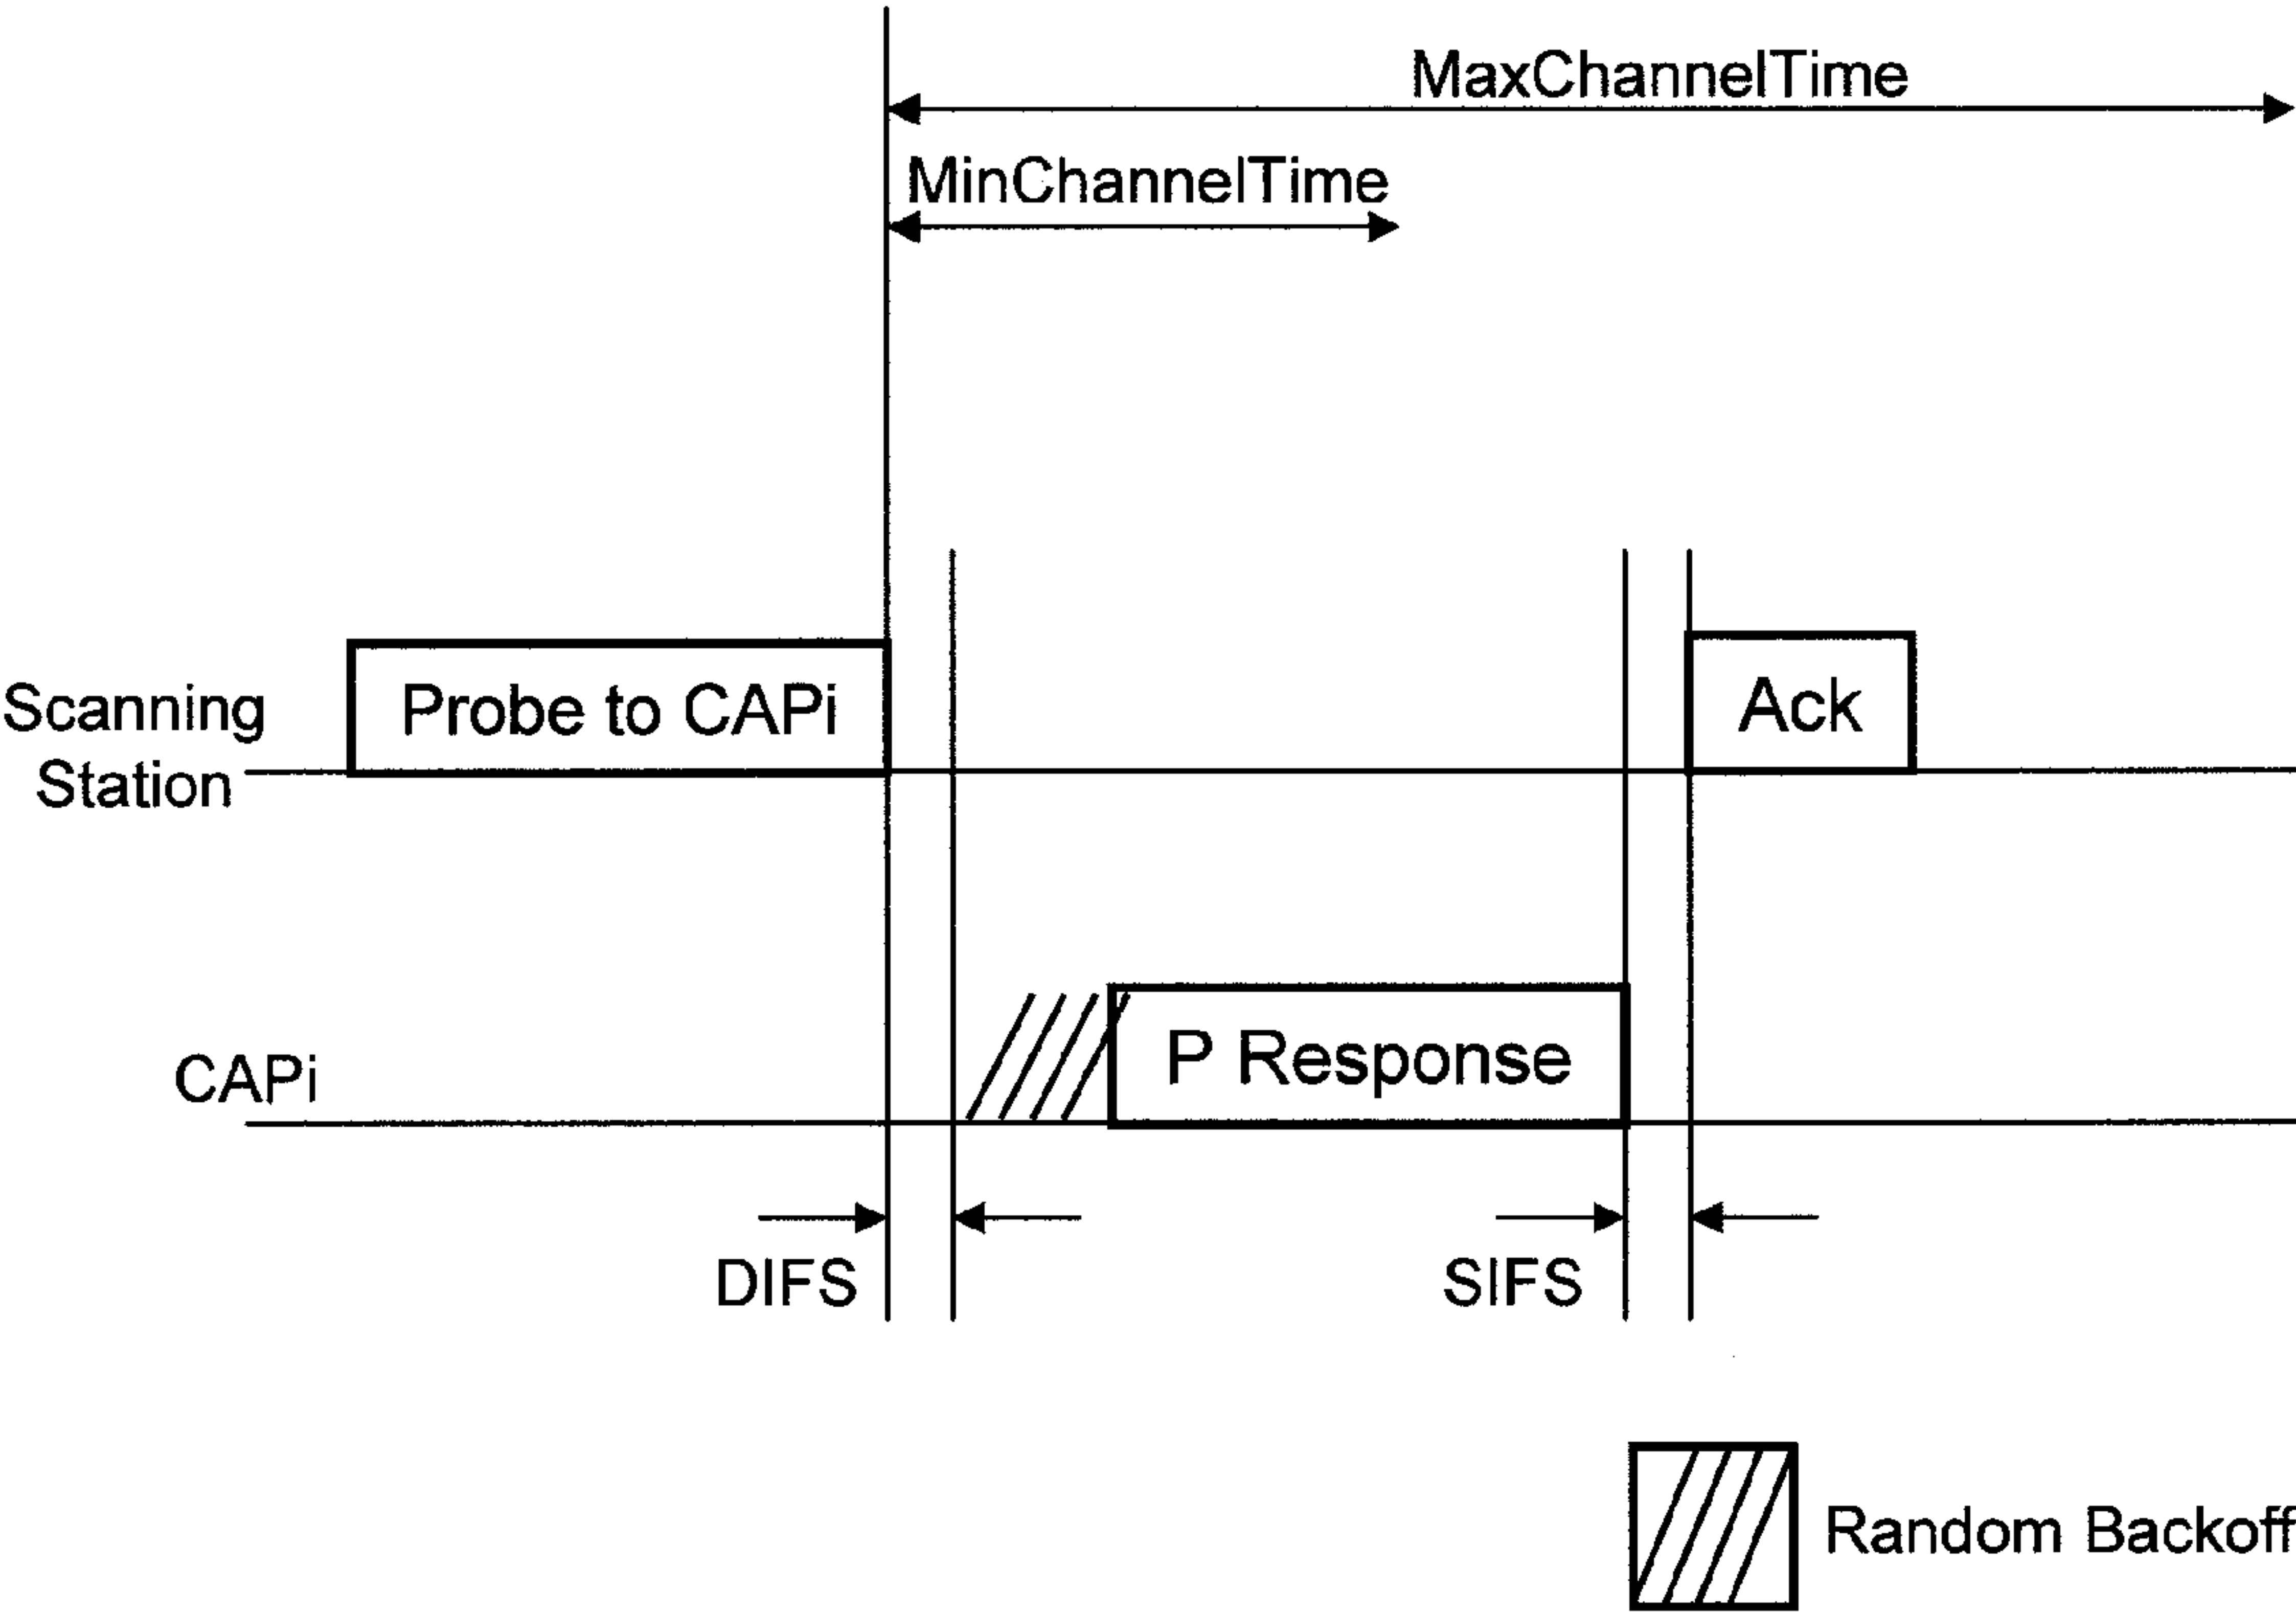 MaxChannelTime
MinChannelTime
Scanning
Station
Probe to CAPi
Ack
CAPi
P Response
DIFS
SIFS
Random Backoff